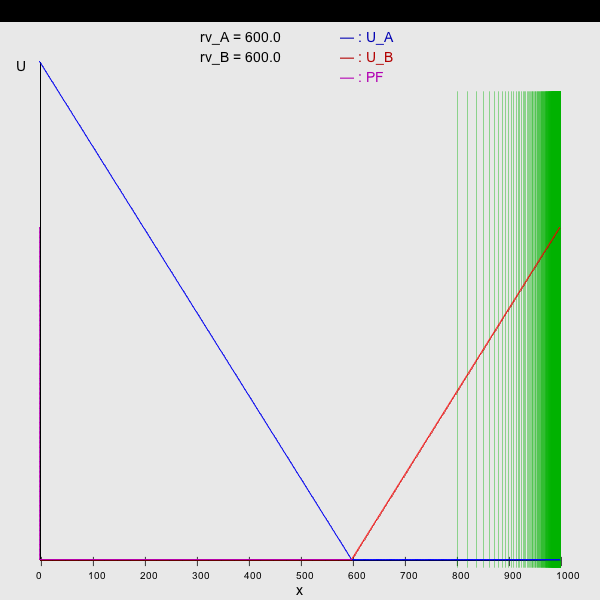 rv_A = 600.0 — : U_A
rv_B = 600.0 — : U_B
— : PF
U
0 100 200 300 400 500 600 700 800 900 1000
x